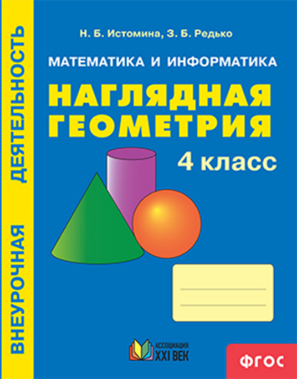 Н. Б. Истомина, З. Б. Редько
МАТЕМАТИКА И ИНФОРМАТИКА
НАГЛЯДНАЯ
ГЕОМЕТРИЯ
4 класс
ВНЕУРОЧНАЯ ДЕЯТЕЛЬНОСТЬ
АССОЦИАЦИЯ
XXI ВЕК
ФГОС